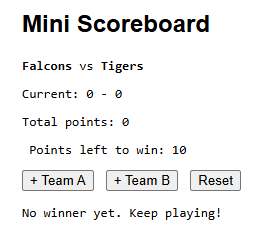 Mini Scoreboard
Falcons vs Tigers
Current: 0 - 0
Total points: 0
Points left to win: 10
+ Team A + Team B Reset
No winner yet. Keep playing!